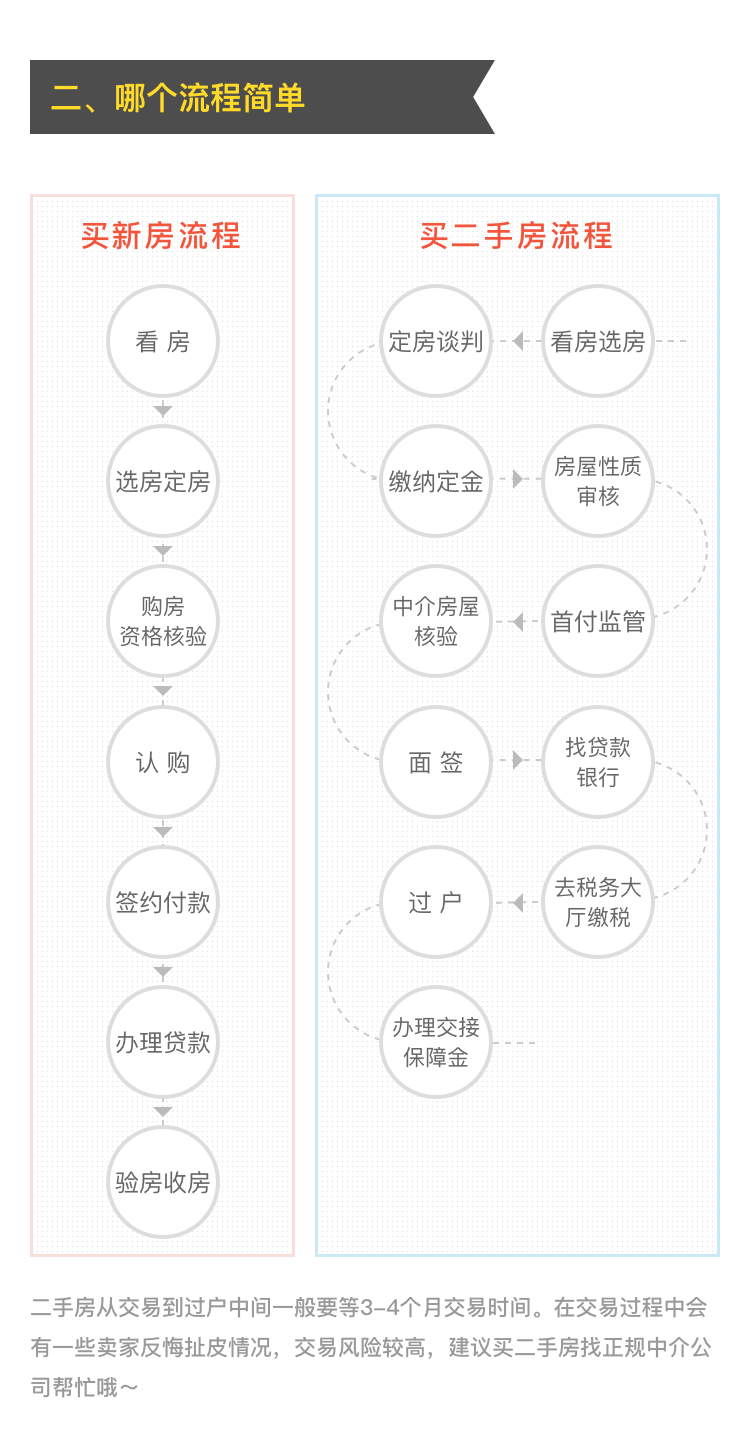 二、哪个流程简单
买新房流程
看 房
选房定房
购房
资格核验
认 购
签约付款
办理贷款
验房收房
买二手房流程
看房选房
定房谈判
缴纳定金
房屋性质
审核
首付监管
中介房屋
核验
面 签
找贷款
银行
去税务大
厅缴税
过 户
办理交接
保障金
二手房从交易到过户中间一般要等3-4个月交易时间。在交易过程中会
有一些卖家反悔扯皮情况，交易风险较高，建议买二手房找正规中介公
司帮忙哦～